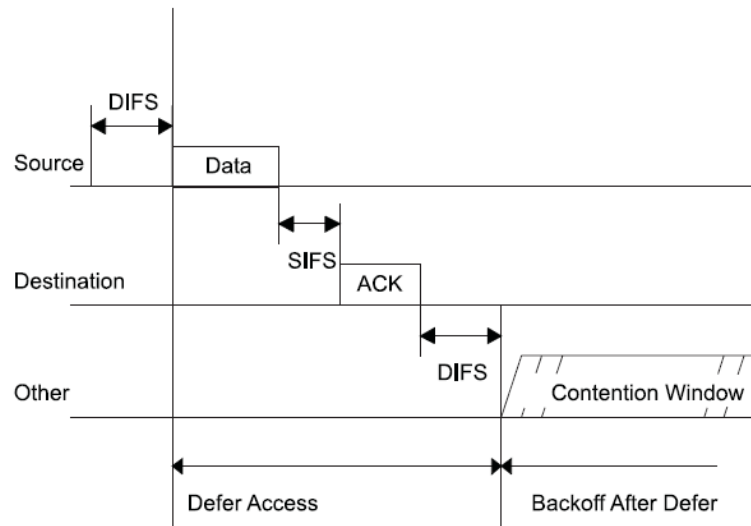 DIFS
Source
Data
SIFS
Destination
ACK
DIFS
Other
Contention Window
Defer Access
Backoff After Defer